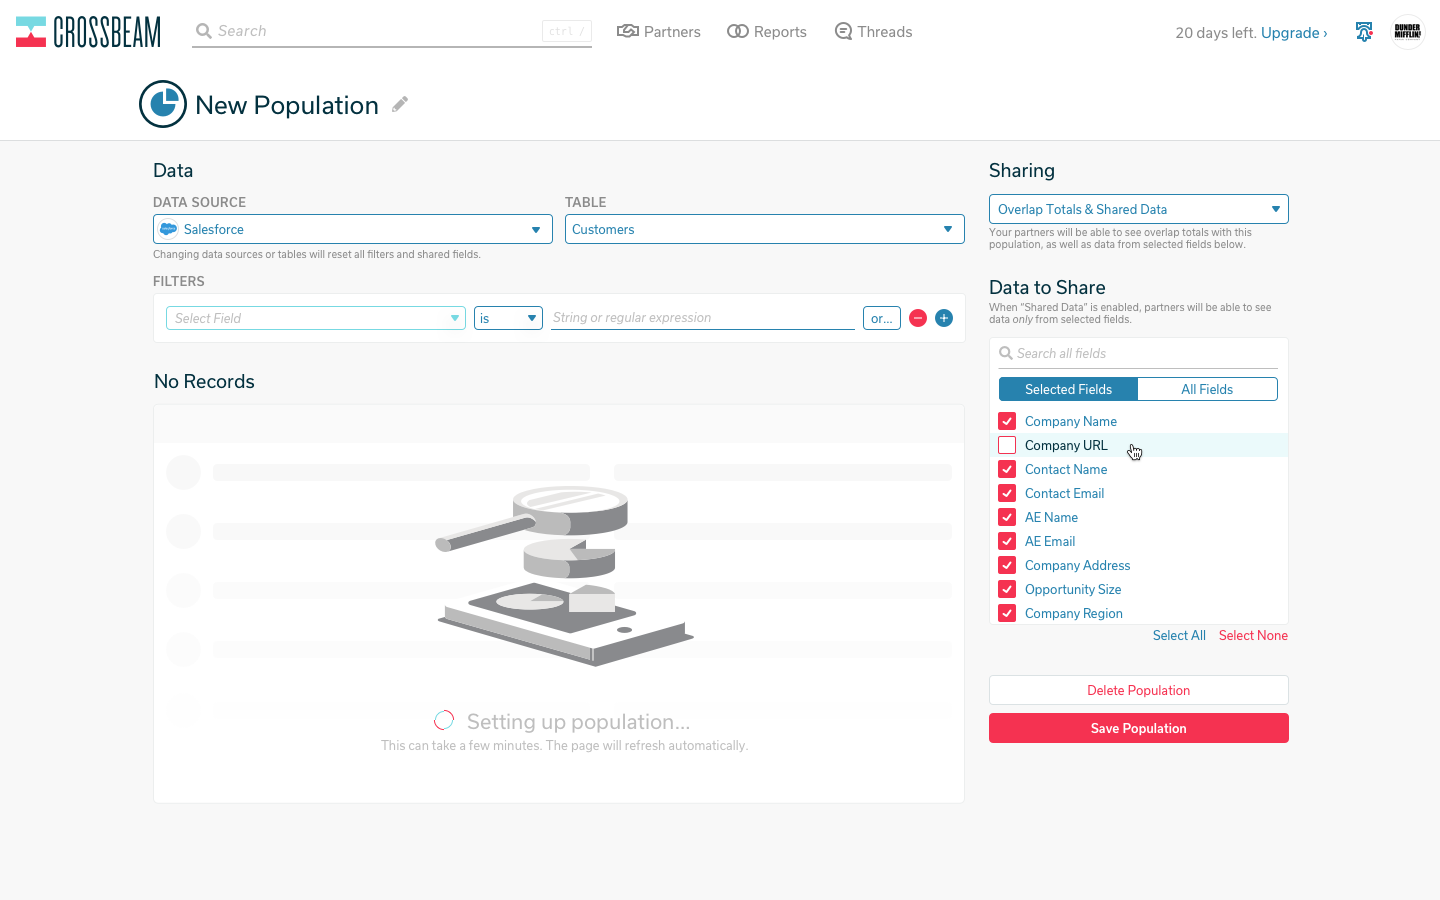 CROSSBEAM
Search
ctrl /
Partners
Reports
Threads
20 days left. Upgrade ›
DUNDER
MIFFLIN
New Population
Data
DATA SOURCE
TABLE
Salesforce
Customers
Changing data sources or tables will reset all filters and shared fields.
FILTERS
Select Field
is
String or regular expression
or...
No Records
Setting up population...
This can take a few minutes. The page will refresh automatically.
Sharing
Overlap Totals & Shared Data
Your partners will be able to see overlap totals with this
population, as well as data from selected fields below.
Data to Share
When "Shared Data" is enabled, partners will be able to see
data only from selected fields.
Search all fields
Selected Fields
All Fields
Company Name
Company URL
Contact Name
Contact Email
AE Name
AE Email
Company Address
Opportunity Size
Company Region
Select All
Select None
Delete Population
Save Population